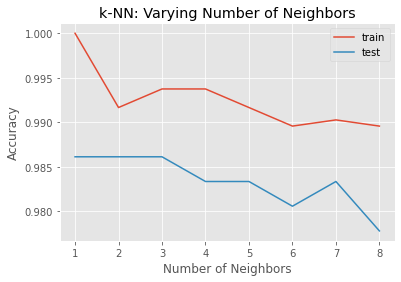 k-NN: Varying Number of Neighbors
train
test
1.000
0.995
0.990
0.985
0.980
Accuracy
1 2 3 4 5 6 7 8
Number of Neighbors